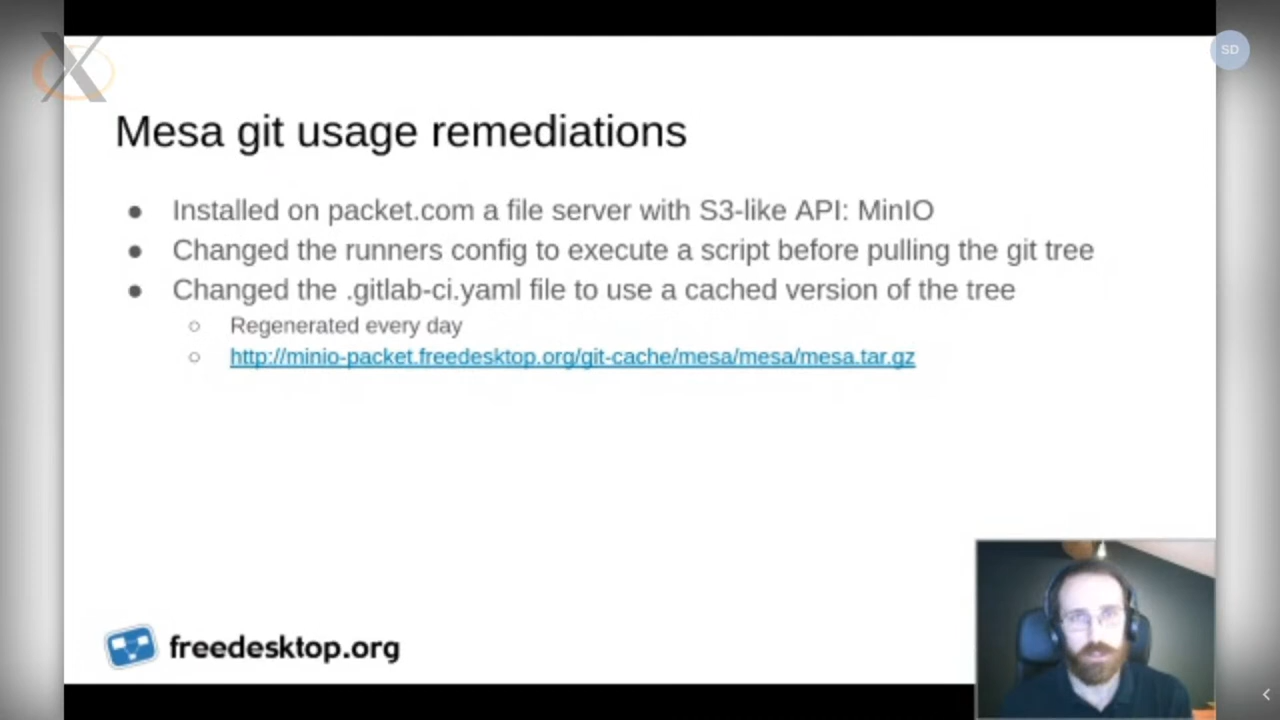 SD
Mesa git usage remediations
● Installed on packet.com a file server with S3-like API: MinIO
● Changed the runners config to execute a script before pulling the git tree
● Changed the .gitlab-ci.yaml file to use a cached version of the tree
○ Regenerated every day
○ http://minio-packet.freedesktop.org/git-cache/mesa/mesa/mesa.tar.gz
freedesktop.org